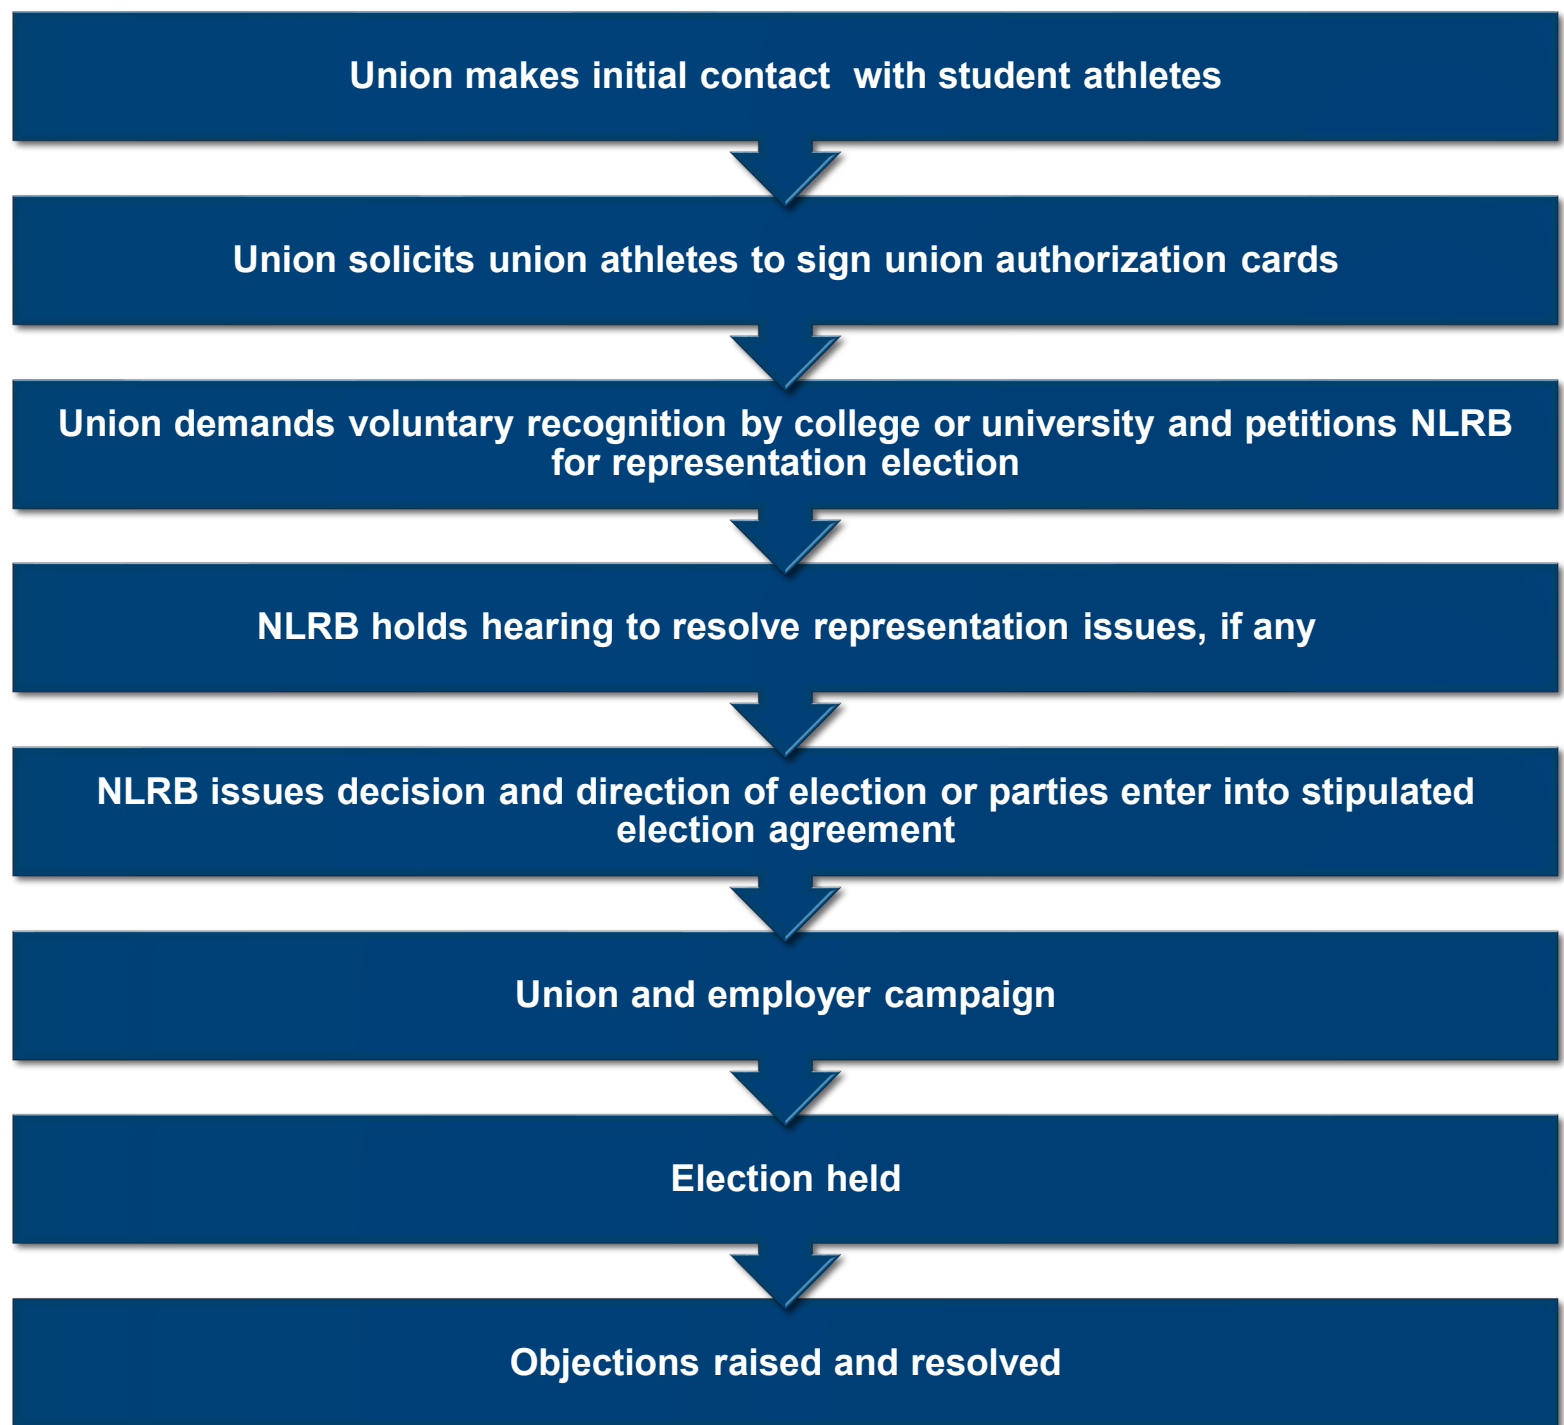 Union makes initial contact  with student athletes
Union solicits union athletes to sign union authorization cards
Union demands voluntary recognition by college or university and petitions NLRB
for representation election
NLRB holds hearing to resolve representation issues, if any
NLRB issues decision and direction of election or parties enter into stipulated
election agreement
Union and employer campaign
Election held
Objections raised and resolved